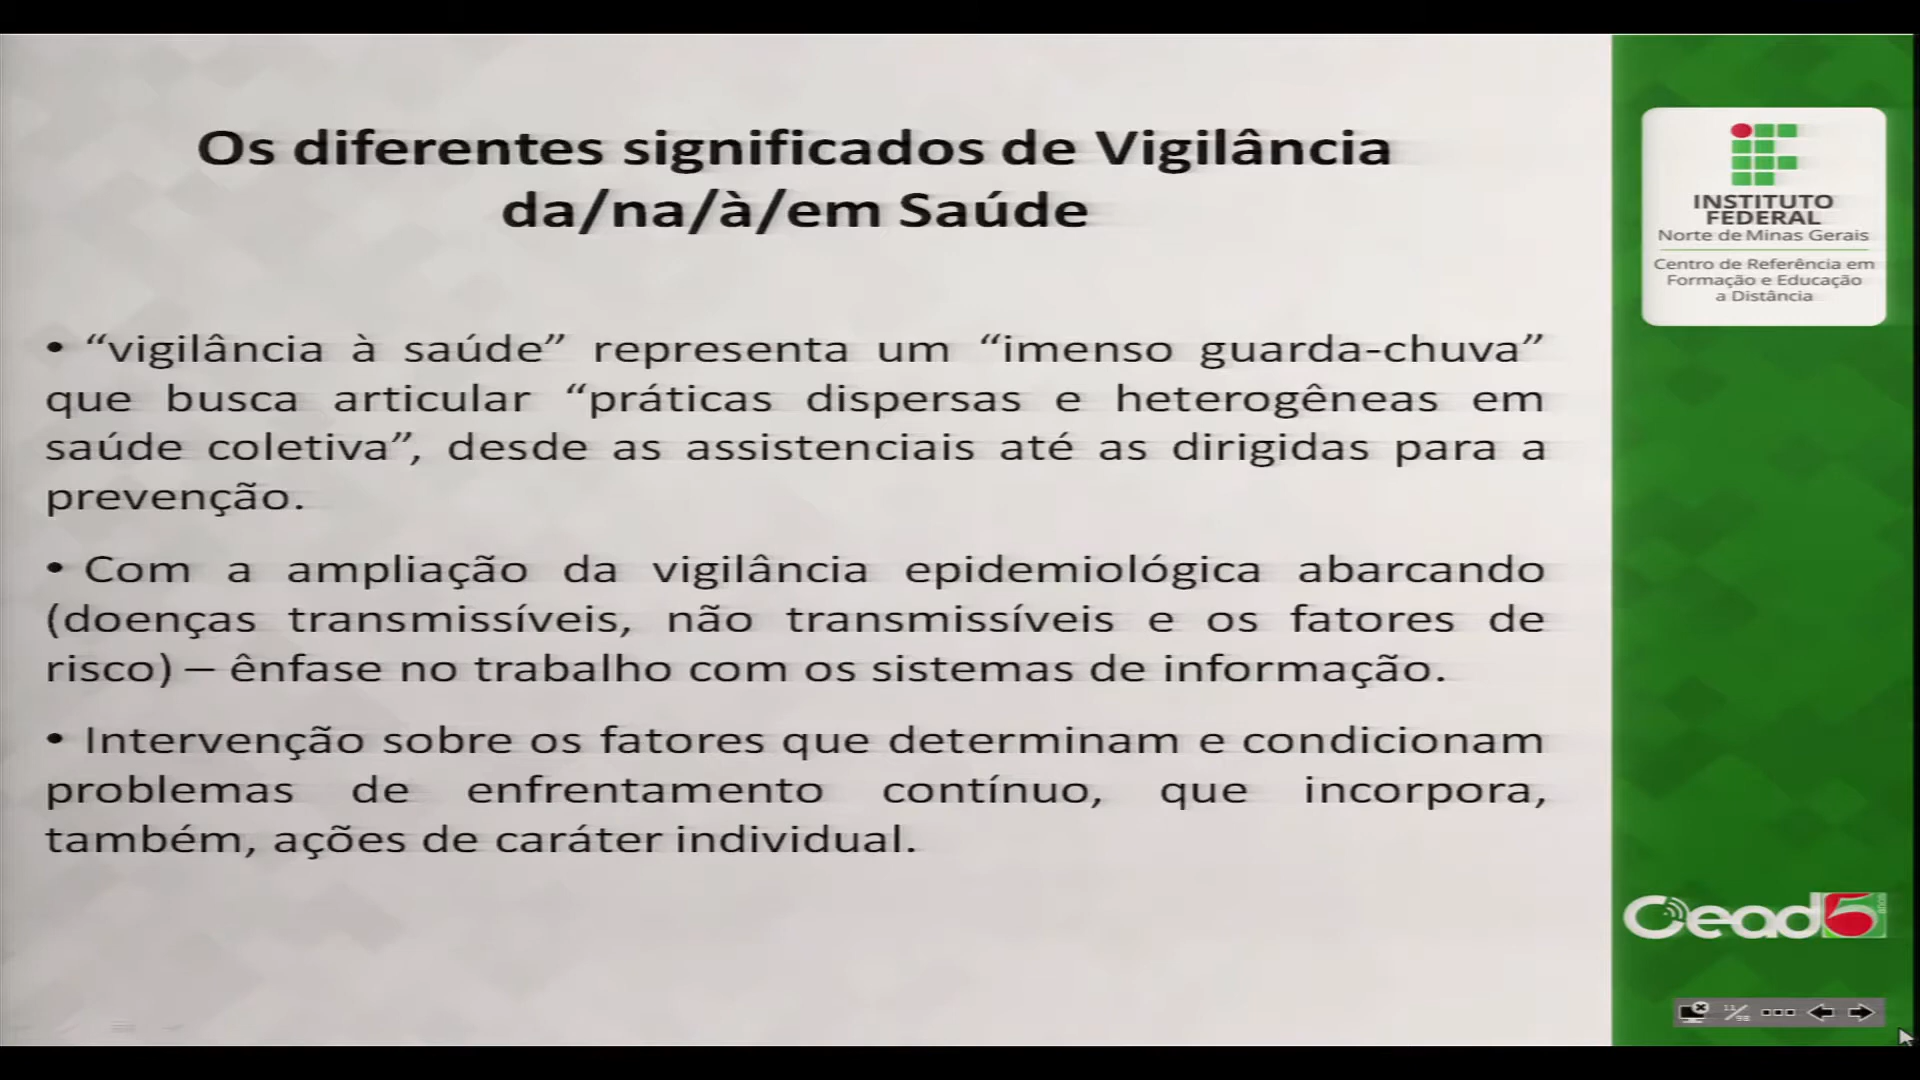 Os diferentes significados de Vigilância
da/na/à/em Saúde
• “vigilância à saúde” representa um “imenso guarda-chuva”
que busca articular “práticas dispersas e heterogêneas em
saúde coletiva”, desde as assistenciais até as dirigidas para a
prevenção.
• Com a ampliação da vigilância epidemiológica abarcando
(doenças transmissíveis, não transmissíveis e os fatores de
risco) – ênfase no trabalho com os sistemas de informação.
• Intervenção sobre os fatores que determinam e condicionam
problemas de enfrentamento contínuo, que incorpora,
também, ações de caráter individual.
INSTITUTO
FEDERAL
Norte de Minas Gerais
Centro de Referência em
Formação e Educação
a Distância
Cead5